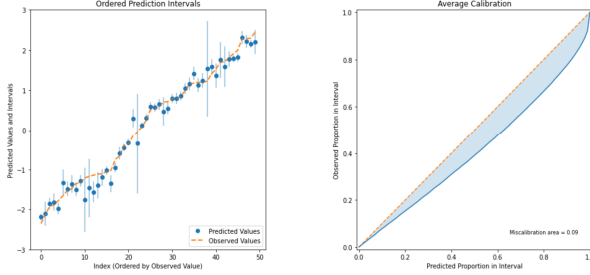 Ordered Prediction Intervals
Predicted Values and Intervals
3
2
1
0
−1
−2
−3
0
10
20
30
40
50
Index (Ordered by Observed Value)
Predicted Values
Observed Values
Average Calibration
Observed Proportion in Interval
1.0
0.8
0.6
0.4
0.2
0.0
0.0
0.2
0.4
0.6
0.8
Predicted Proportion in Interval
Miscalibration area = 0.09